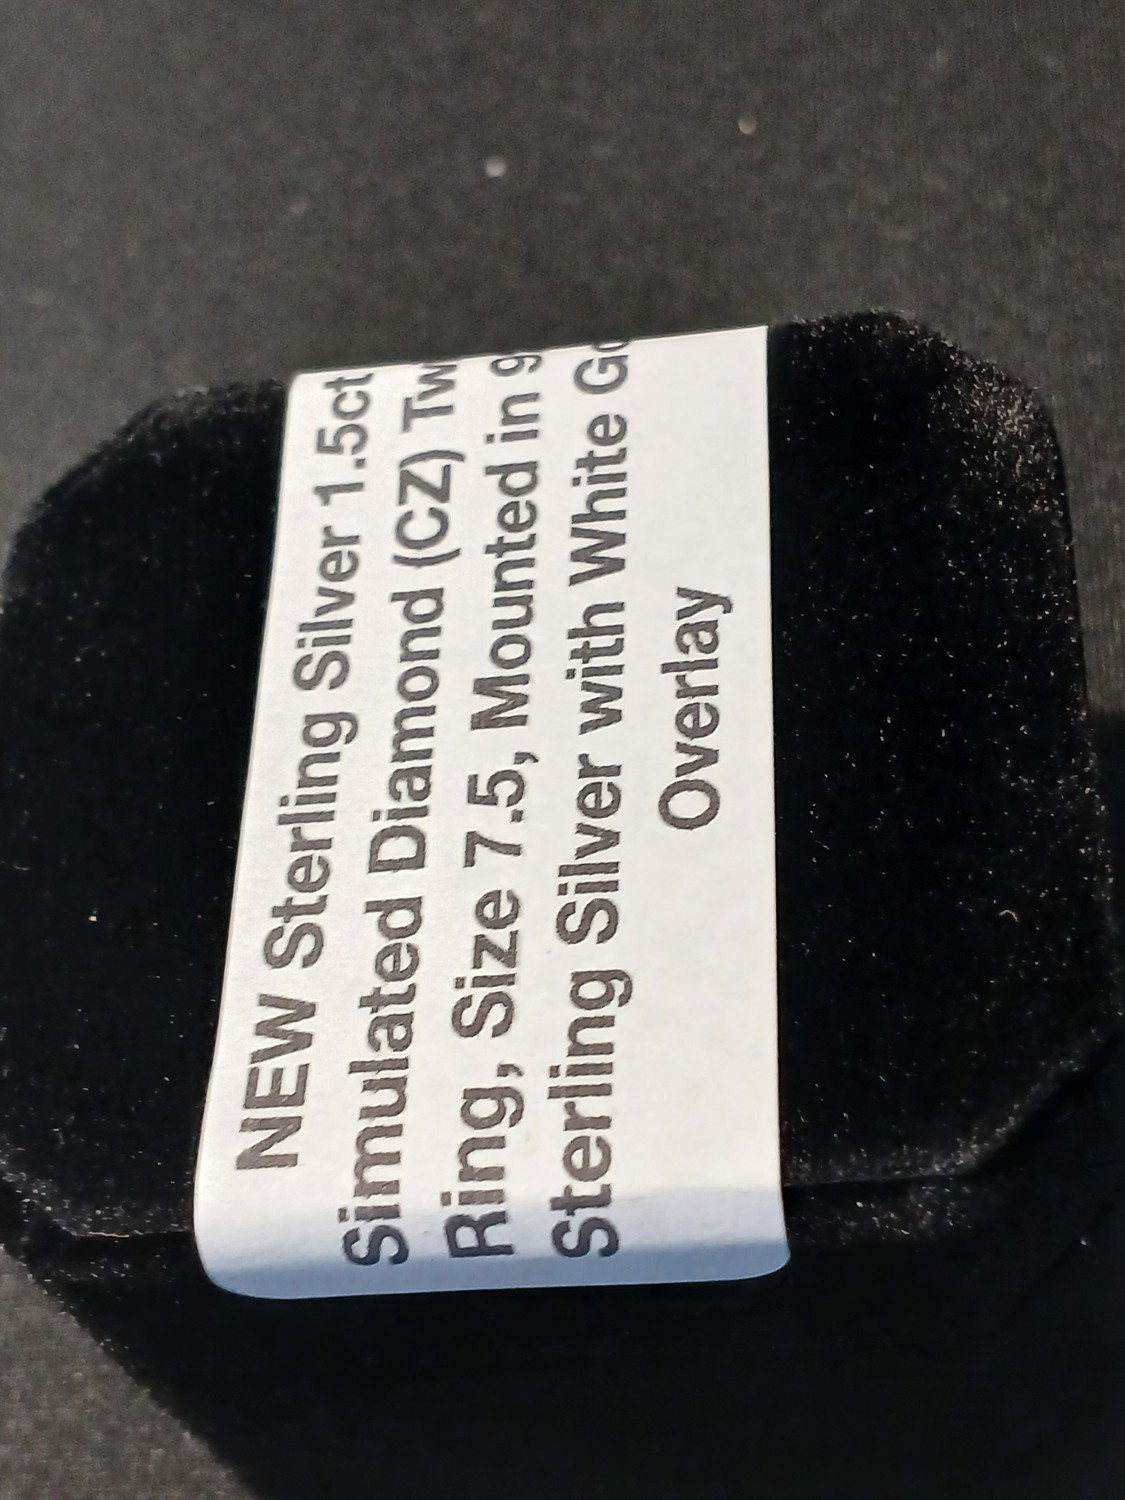 NEW Sterling Silver 1.5ct
Simulated Diamond (CZ)
Ring, Size 7.5, Mounted in
Sterling Silver with White
Overlay